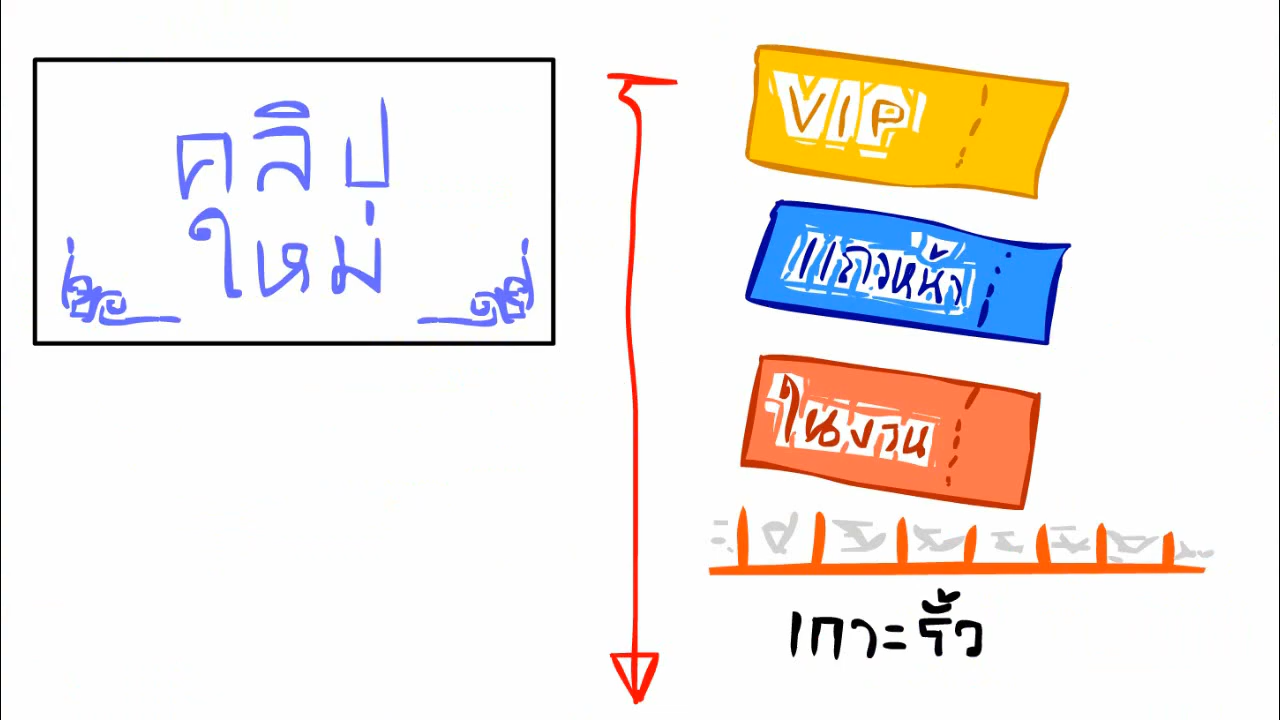 คลิป
ใหม่
VIP
แถวหน้า
ในงาน
เกาะรั้ว